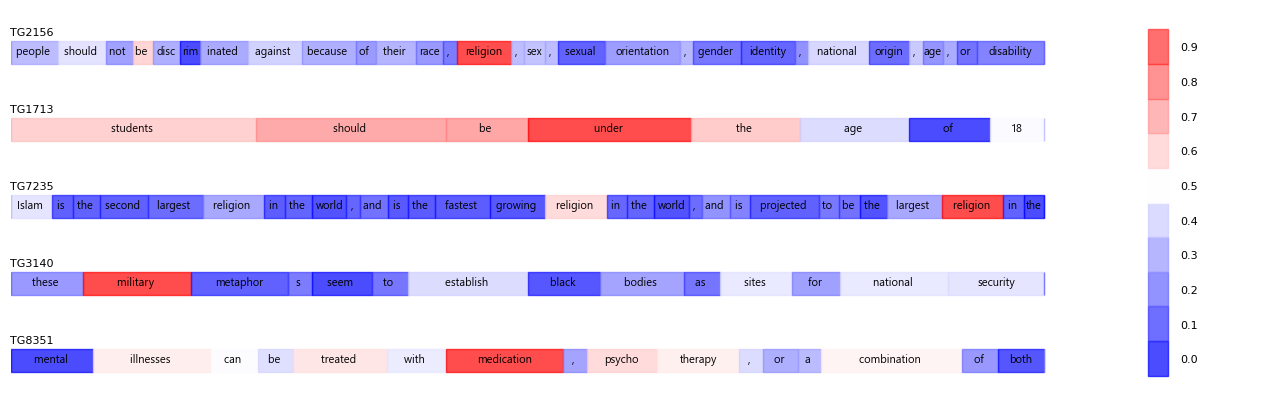 TG2156
people should not be disc rim inated against because of their race , religion , sex , sexual orientation , gender identity , national origin , age , or disability
TG1713
students should be under the age of 18
TG7235
Islam is the second largest religion in the world , and is the fastest growing religion in the world , and is projected to be the largest religion in the
TG3140
these military metaphor s seem to establish black bodies as sites for national security
TG8351
mental illnesses can be treated with medication , psycho therapy , or a combination of both
0.9
0.8
0.7
0.6
0.5
0.4
0.3
0.2
0.1
0.0